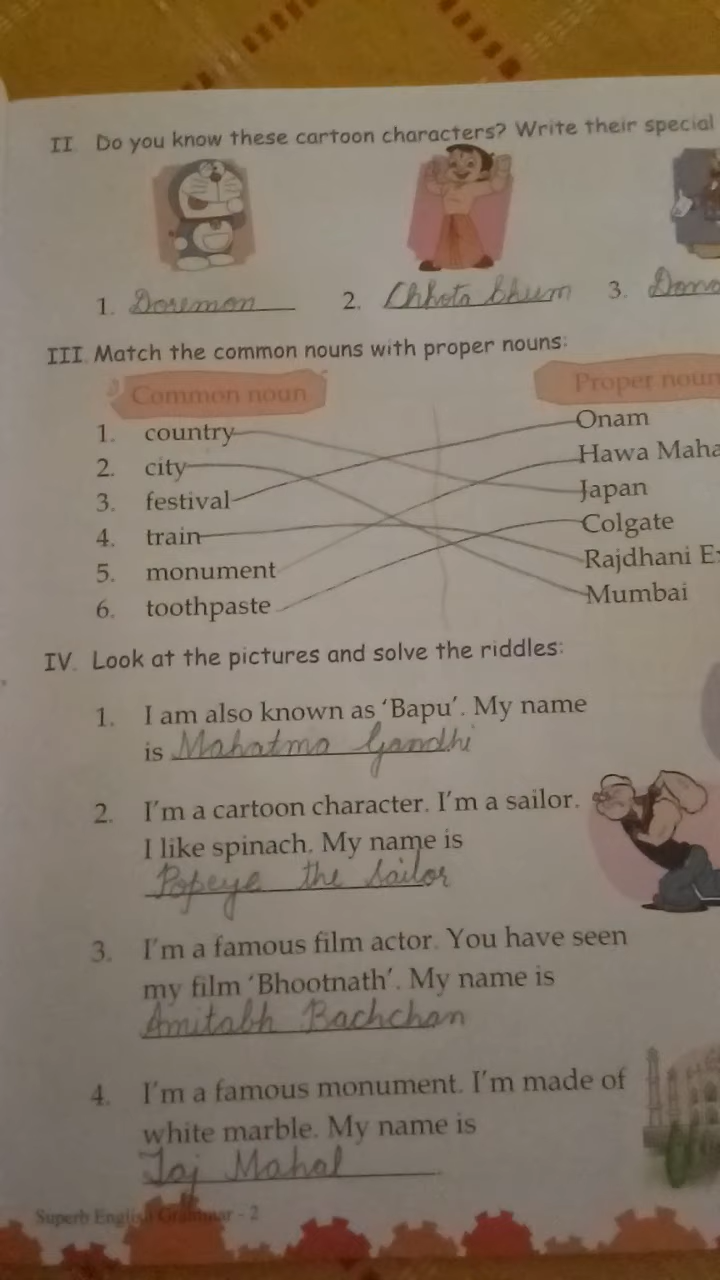 II Do you know these cartoon characters? Write their special
1. Doremon 2. Chhota bhum 3. Dona
III. Match the common nouns with proper nouns:
Common noun Proper noun
1. country Onam
2. city Hawa Maha
3. festival Japan
4. train Colgate
5. monument Rajdhani Ex
6. toothpaste Mumbai
IV. Look at the pictures and solve the riddles:
1. I am also known as ‘Bapu’. My name
is Mahatma Gandhi
2. I’m a cartoon character. I’m a sailor.
I like spinach. My name is
Popeye the Sailor
3. I’m a famous film actor. You have seen
my film ‘Bhootnath’. My name is
Amitabh Bachchan
4. I’m a famous monument. I’m made of
white marble. My name is
Taj Mahal
Superb English Grammar - 2